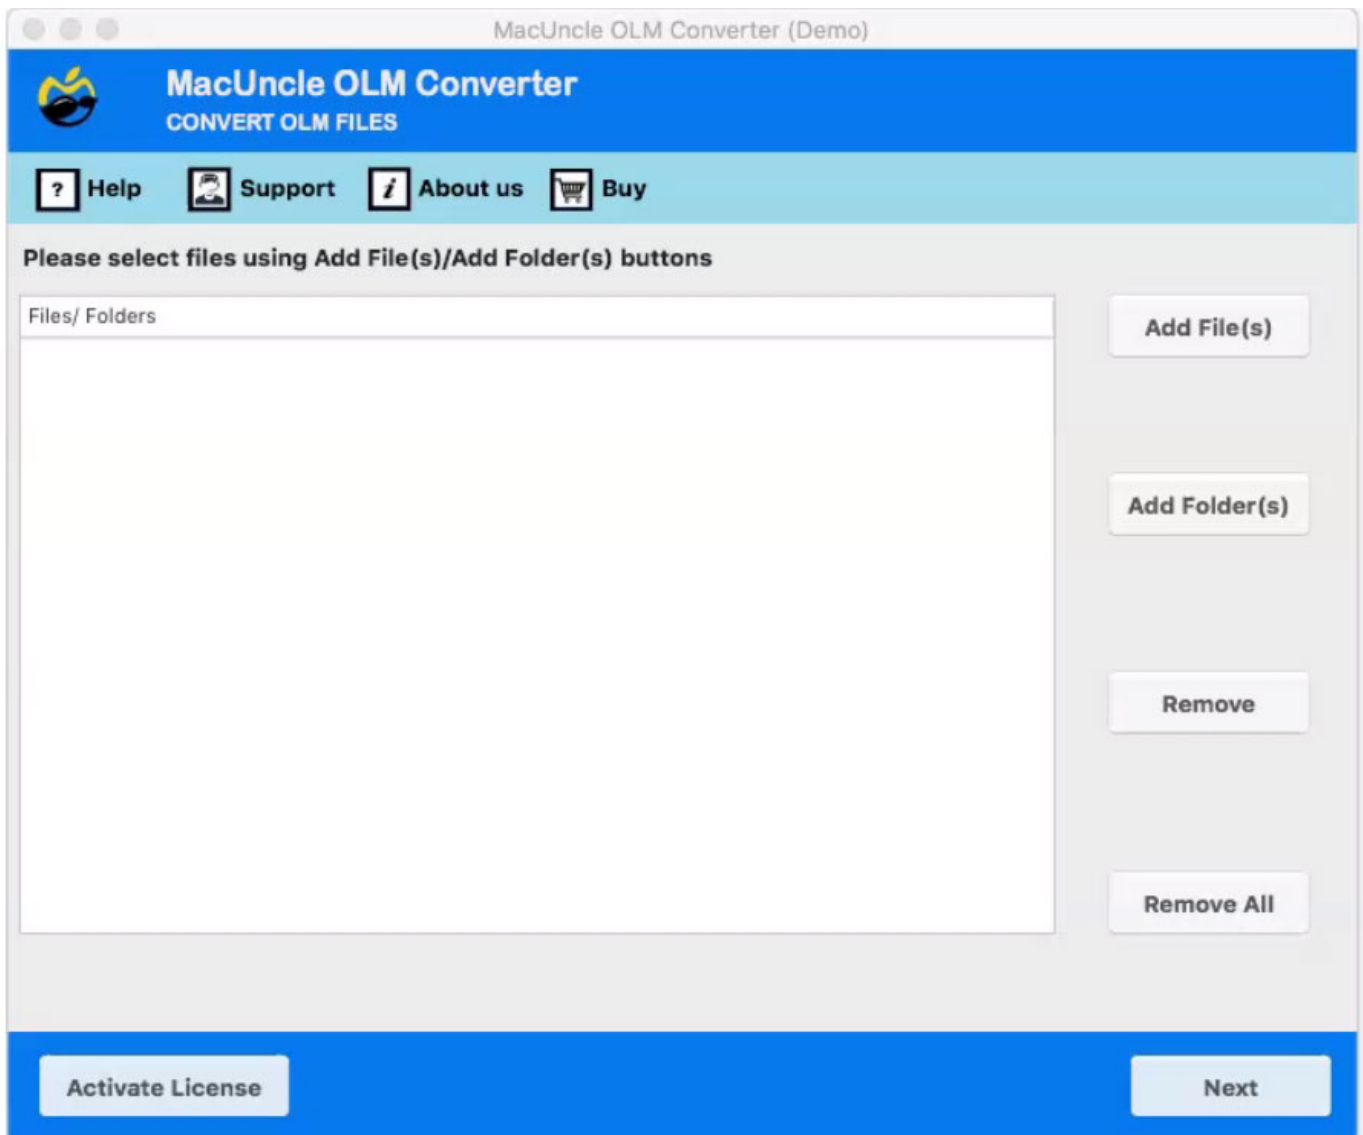 MacUncle OLM Converter (Demo)
MacUncle OLM Converter
CONVERT OLM FILES
? Help Support i About us Buy
Please select files using Add File(s)/Add Folder(s) buttons
Files/ Folders
Add File(s)
Add Folder(s)
Remove
Remove All
Activate License Next